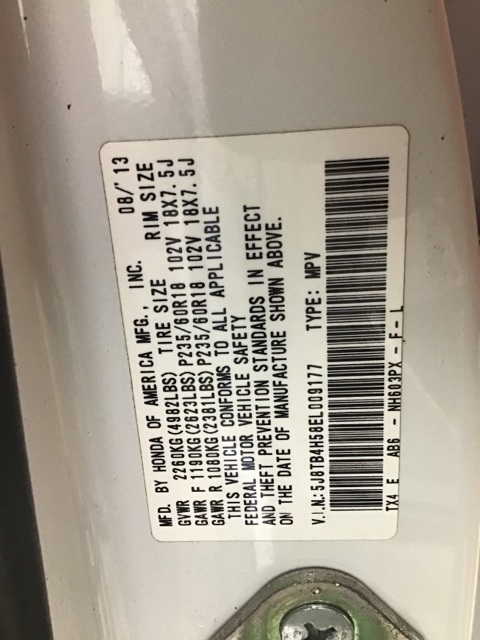 MFD. BY HONDA OF AMERICA MFG., INC. 08/'13
GVWR 2260KG(4982LBS) TIRE SIZE RIM SIZE
GAWR F 1190KG(2623LBS)P235/60R18 102V 18X7.5J
GAWR R 1080KG(2381LBS)P235/60R18 102V 18X7.5J
THIS VEHICLE CONFORMS TO ALL APPLICABLE
FEDERAL MOTOR VEHICLE SAFETY
AND THEFT PREVENTION STANDARDS IN EFFECT
ON THE DATE OF MANUFACTURE SHOWN ABOVE.
V.I.N.:5J8TB4H58EL009177 TYPE: MPV
TX4 E AB6 - NH603PX - F - L